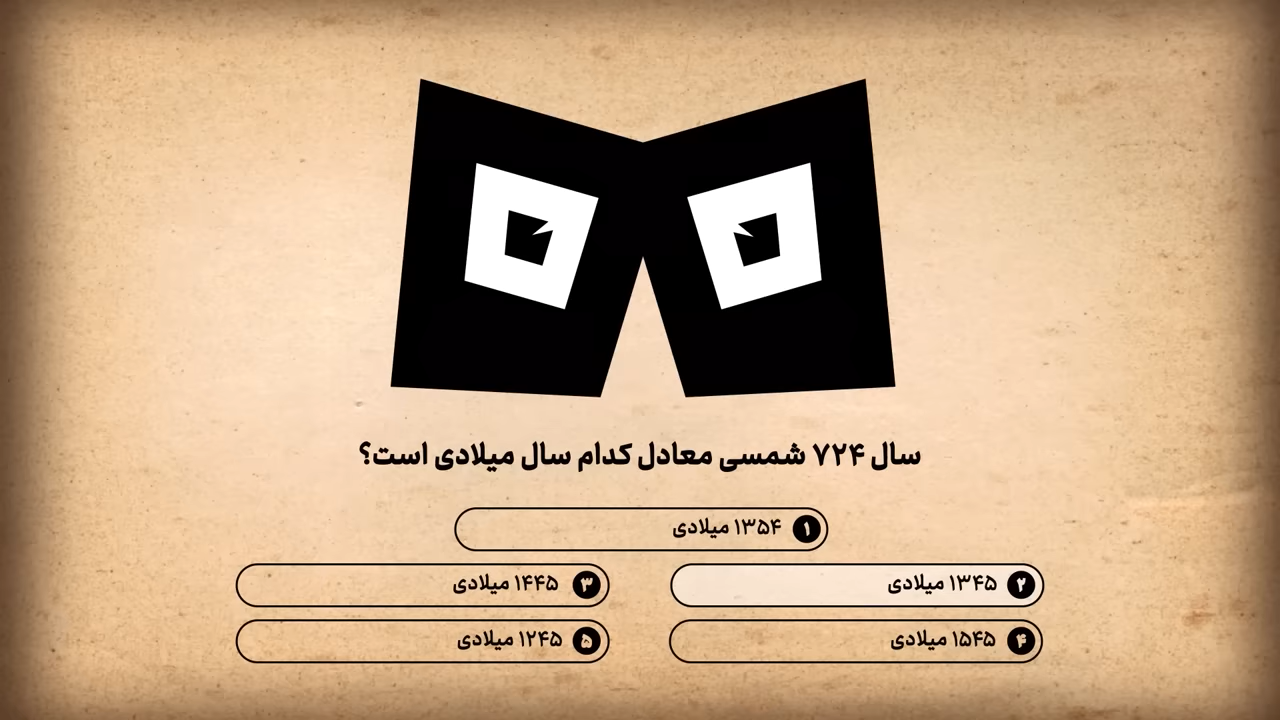 سال ۷۲۴ شمسی معادل کدام سال میلادی است؟
۱ ۱۳۵۴ میلادی
۲ ۱۳۴۵ میلادی
۳ ۱۴۴۵ میلادی
۴ ۱۵۴۵ میلادی
۵ ۱۲۴۵ میلادی